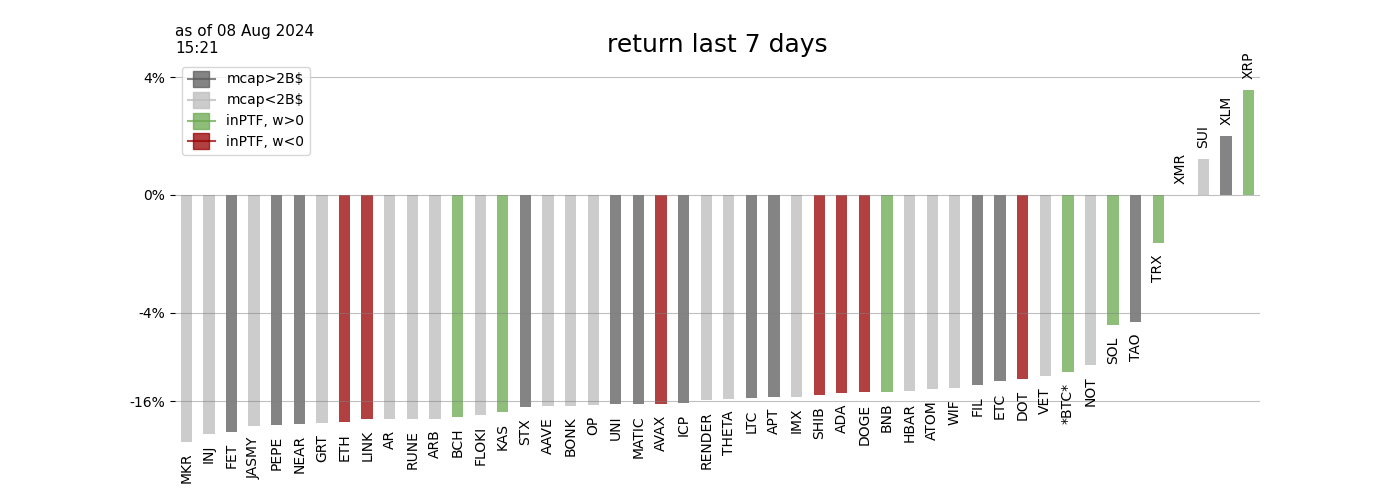 as of 08 Aug 2024
15:21
return last 7 days
mcap>2B$
mcap<2B$
inPTF, w>0
inPTF, w<0
4%
0%
-4%
-16%
MKR
INJ
FET
JASMY
PEPE
NEAR
GRT
ETH
LINK
AR
RUNE
ARB
BCH
FLOKI
KAS
STX
AAVE
BONK
OP
UNI
MATIC
AVAX
ICP
RENDER
THETA
LTC
APT
IMX
SHIB
ADA
DOGE
BNB
HBAR
ATOM
WIF
FIL
ETC
DOT
VET
*BTC*
NOT
SOL
TAO
TRX
XMR
SUI
XLM
XRP